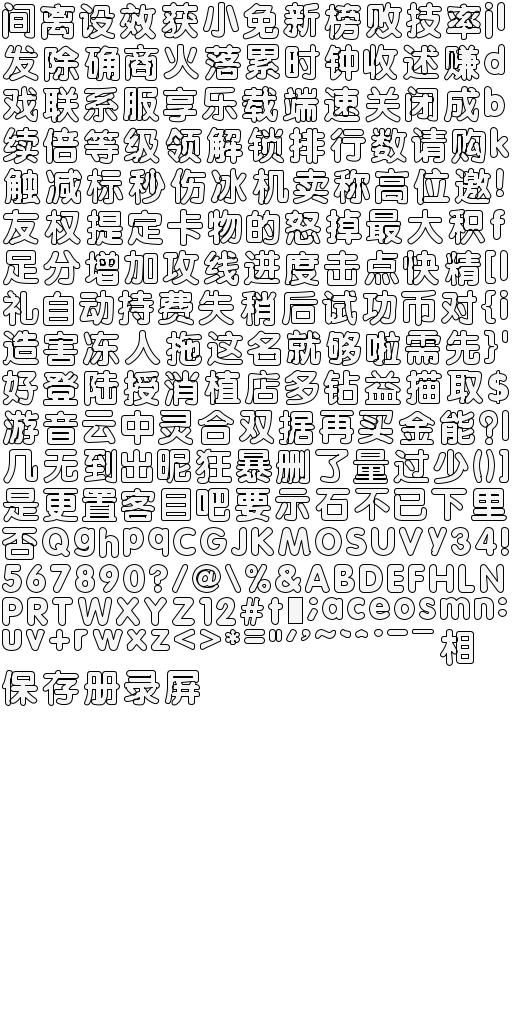 间离设效获小兔新榜败技率jl
发除确商火落累时钟收述赚d
戏联系服享乐载端速关闭成b
续倍等级领解锁排行数请购k
触减标秒伤冰机卖称高位邀!
友权提定卡物的怒掉最大积f
足分增加攻线进度击点快精[l
礼自动持费失稍后试功币对{i
造害冻人拖这名就够啦需先}'
好登陆授消植店多钻益猫取$
游音云中灵合双据再买金能?|
几无到出昵狂暴删了量过少()]
是更置客目吧要示石不已下里
否QghpqCGJKMOSUVy34!
567890?/@\%&ABDEFHLN
PRTWXYZ12#t;aceosmn:
uv+rwxz<>*="/,~`^·—¯相
保存册录屏